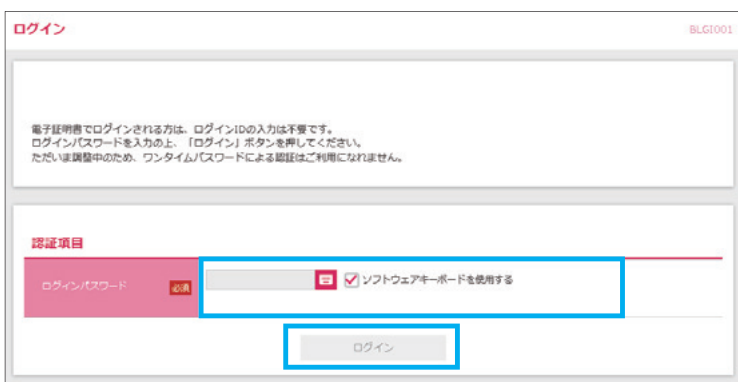 ログイン
BLGI001
電子証明書でログインされる方は、ログインIDの入力は不要です。
ログインパスワードを入力の上、「ログイン」ボタンを押してください。
ただいま調整中のため、ワンタイムパスワードによる認証はご利用になれません。
認証項目
ログインパスワード 必須 ソフトウェアキーボードを使用する
ログイン